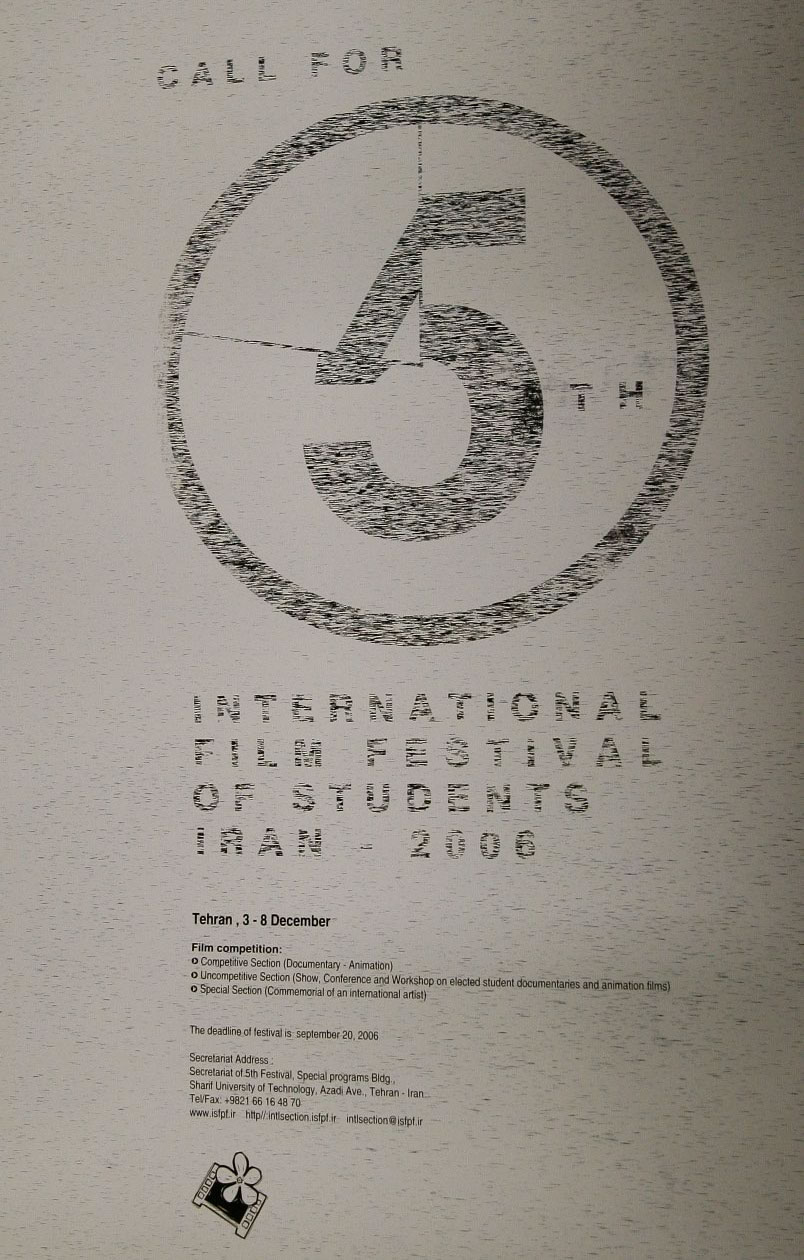 CALL FOR
5
TH
INTERNATIONAL
FILM FESTIVAL
OF STUDENTS
IRAN - 2006
Tehran , 3 - 8 December
Film competition:
Competitive Section (Documentary - Animation)
Uncompetitive Section (Show, Conference and Workshop on elected student documentaries and animation films)
Special Section (Commemorial of an international artist)
The deadline of festival is: september 20, 2006
Secretariat Address :
Secretariat of 5th Festival, Special programs Bldg.,
Sharif University of Technology, Azadi Ave., Tehran - Iran
Tel/Fax: +9821 66 16 48 70
www.isfpf.ir http//:intlsection.isfpf.ir intlsection@isfpf.ir